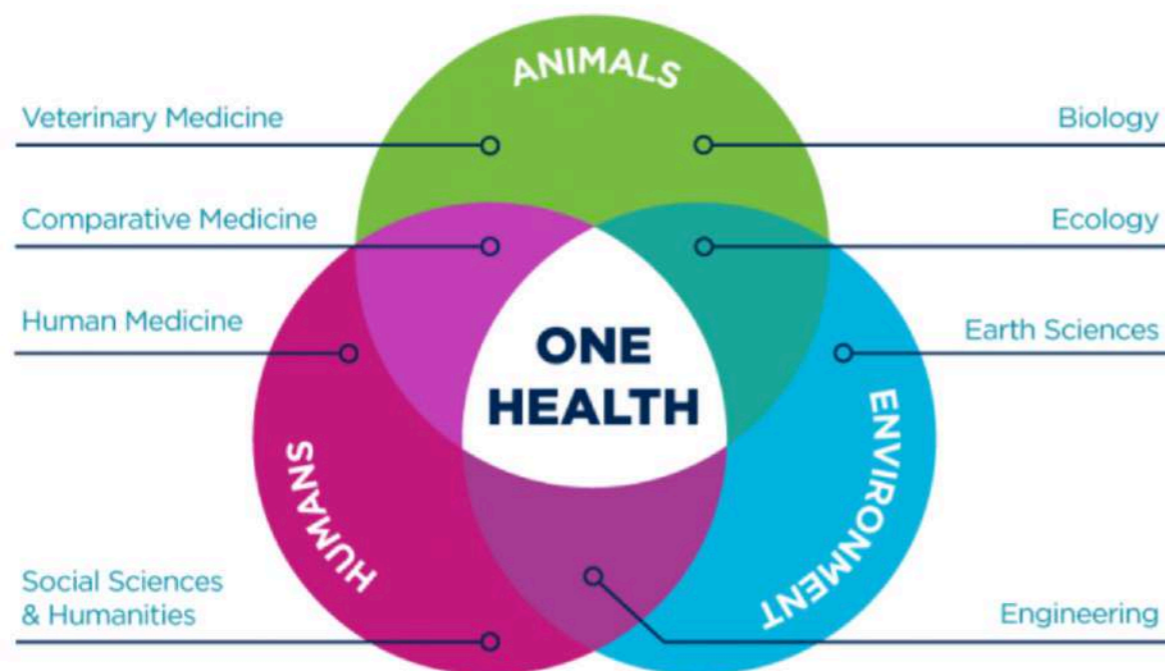 ANIMALS
Veterinary Medicine
Biology
Comparative Medicine
Ecology
Human Medicine
Earth Sciences
ONE
HEALTH
HUMANS
ENVIRONMENT
Social Sciences
& Humanities
Engineering